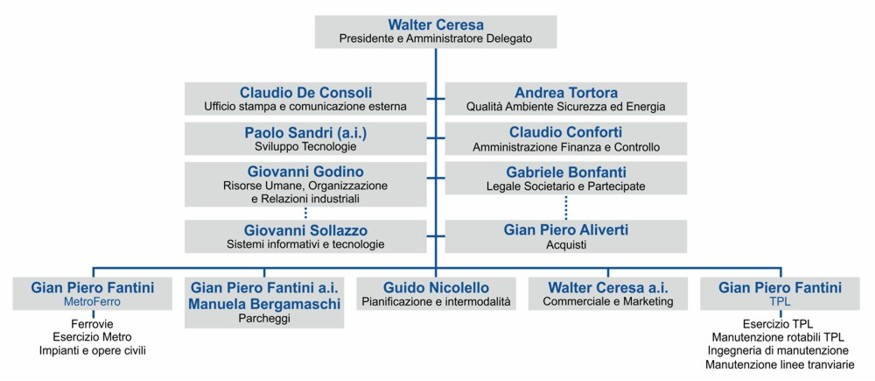 Walter Ceresa
Presidente e Amministratore Delegato
Claudio De Consoli
Ufficio stampa e comunicazione esterna
Andrea Tortora
Qualità Ambiente Sicurezza ed Energia
Paolo Sandri (a.i.)
Sviluppo Tecnologie
Claudio Conforti
Amministrazione Finanza e Controllo
Giovanni Godino
Risorse Umane, Organizzazione
e Relazioni industriali
Gabriele Bonfanti
Legale Societario e Partecipate
Giovanni Sollazzo
Sistemi informativi e tecnologie
Gian Piero Aliverti
Acquisti
Gian Piero Fantini
MetroFerro
Ferrovie
Esercizio Metro
Impianti e opere civili
Gian Piero Fantini a.i.
Manuela Bergamaschi
Parcheggi
Guido Nicolello
Pianificazione e intermodalità
Walter Ceresa a.i.
Commerciale e Marketing
Gian Piero Fantini
TPL
Esercizio TPL
Manutenzione rotabili TPL
Ingegneria di manutenzione
Manutenzione linee tranviarie